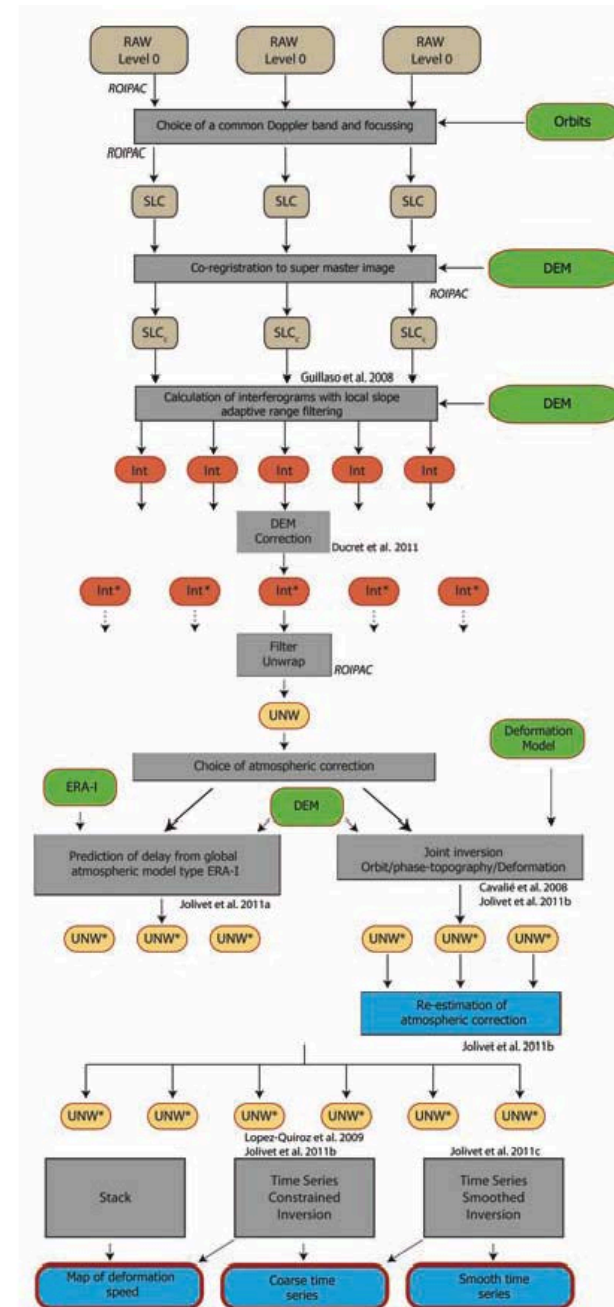 RAW
Level 0
RAW
Level 0
RAW
Level 0
ROIPAC
Choice of a common Doppler band and focussing
Orbits
ROIPAC
SLC
SLC
SLC
Co-regristration to super master image
DEM
ROIPAC
SLCc
SLCc
SLCc
Guillaso et al. 2008
Calculation of interferograms with local slope
adaptive range filtering
DEM
Int
Int
Int
Int
Int
DEM
Correction
Ducret et al. 2011
Int*
Int*
Int*
Int*
Int*
Filter
Unwrap
ROIPAC
UNW
Deformation
Model
Choice of atmospheric correction
ERA-I
DEM
Prediction of delay from global
atmospheric model type ERA-I
Joint inversion
Orbit/phase-topography/Deformation
Jolivet et al. 2011a
Cavalié et al. 2008
Jolivet et al. 2011b
UNW*
UNW*
UNW*
UNW*
UNW*
UNW*
Re-estimation of
atmospheric correction
Jolivet et al. 2011b
UNW*
UNW*
UNW*
UNW*
UNW*
UNW*
Lopez-Quiroz et al. 2009
Jolivet et al. 2011b
Jolivet et al. 2011c
Stack
Time Series
Constrained
Inversion
Time Series
Smoothed
Inversion
Map of deformation
speed
Coarse time
series
Smooth time
series